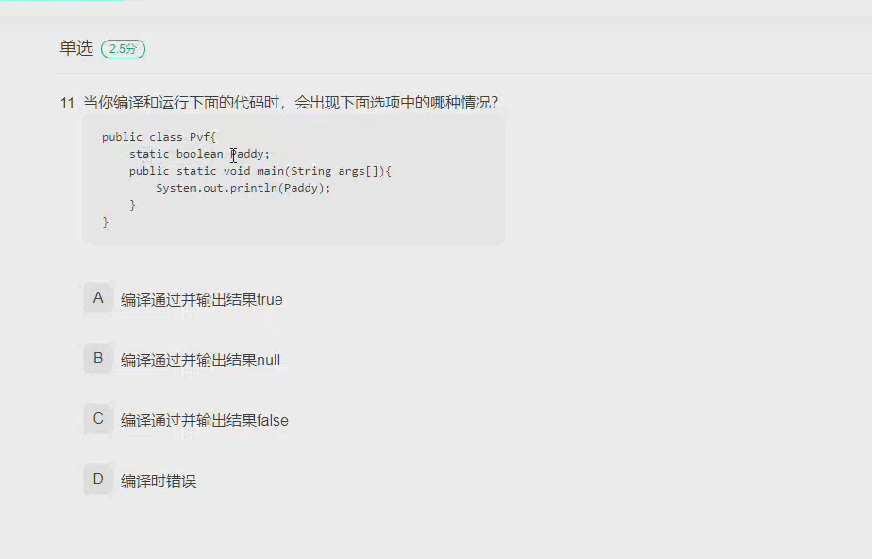 单选 2.5分
11 当你编译和运行下面的代码时，会出现下面选项中的哪种情况？
public class Pvf{
static boolean Paddy;
public static void main(String args[]){
System.out.println(Paddy);
}
}
A 编译通过并输出结果true
B 编译通过并输出结果null
C 编译通过并输出结果false
D 编译时错误